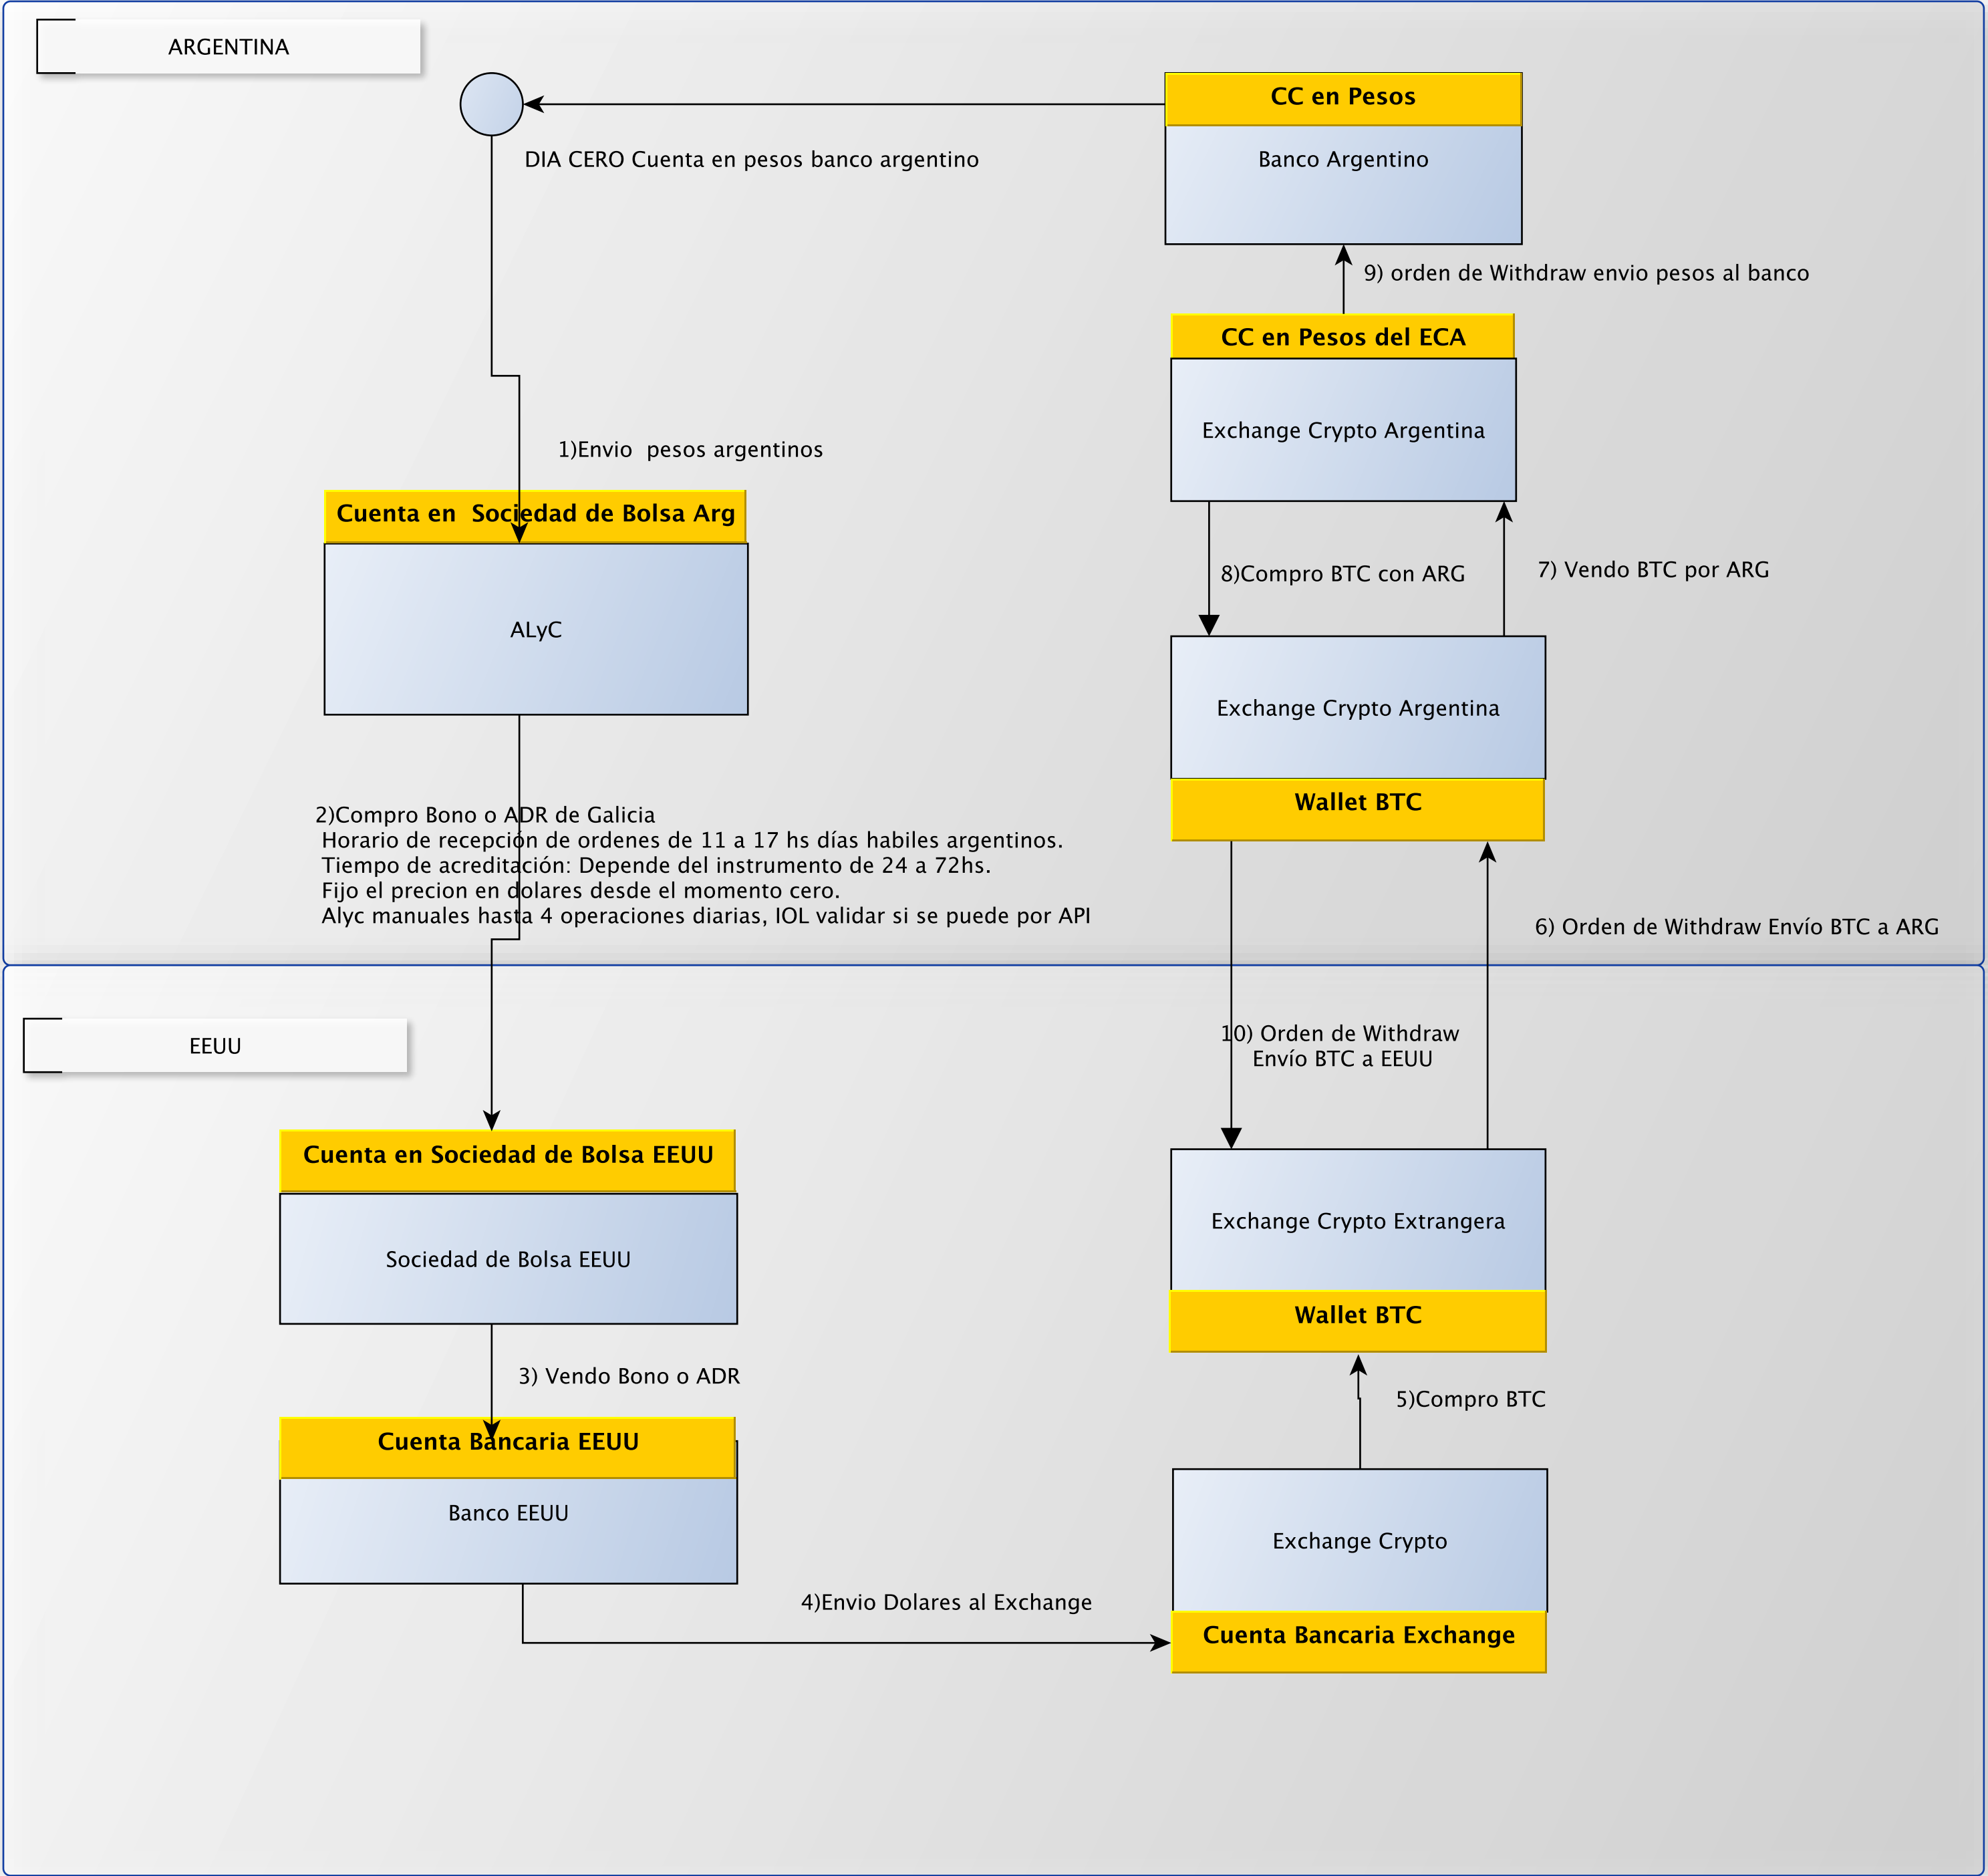 ARGENTINA
CC en Pesos
Banco Argentino
DIA CERO Cuenta en pesos banco argentino
9) orden de Withdraw envio pesos al banco
CC en Pesos del ECA
Exchange Crypto Argentina
1)Envio  pesos argentinos
Cuenta en  Sociedad de Bolsa Arg
ALyC
8)Compro BTC con ARG
7) Vendo BTC por ARG
Exchange Crypto Argentina
Wallet BTC
2)Compro Bono o ADR de Galicia
Horario de recepción de ordenes de 11 a 17 hs días habiles argentinos.
Tiempo de acreditación: Depende del instrumento de 24 a 72hs.
Fijo el precion en dolares desde el momento cero.
Alyc manuales hasta 4 operaciones diarias, IOL validar si se puede por API
6) Orden de Withdraw Envío BTC a ARG
EEUU
10) Orden de Withdraw
Envío BTC a EEUU
Cuenta en Sociedad de Bolsa EEUU
Sociedad de Bolsa EEUU
Exchange Crypto Extrangera
Wallet BTC
3) Vendo Bono o ADR
5)Compro BTC
Cuenta Bancaria EEUU
Banco EEUU
Exchange Crypto
4)Envio Dolares al Exchange
Cuenta Bancaria Exchange